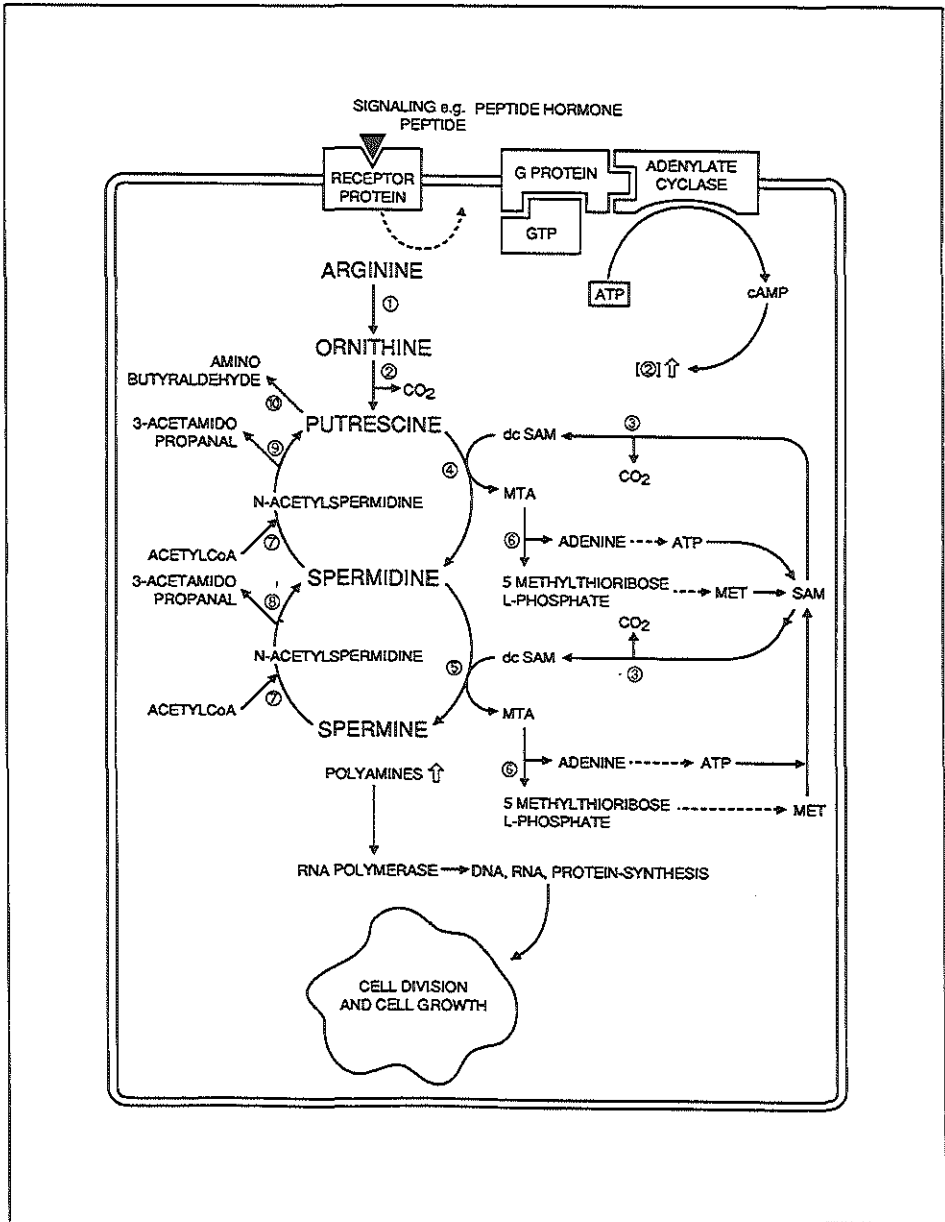 SIGNALING e.g. PEPTIDE HORMONE
PEPTIDE
RECEPTOR
PROTEIN
G PROTEIN
GTP
ADENYLATE
CYCLASE
ATP
cAMP
[②] ⇧
ARGININE
①
ORNITHINE
②
CO2
AMINO
BUTYRALDEHYDE
⑩
PUTRESCINE
3-ACETAMIDO
PROPANAL
⑨
④
dc SAM
③
CO2
MTA
N-ACETYLSPERMIDINE
⑥
ADENINE
ATP
ACETYLCoA
⑦
SPERMIDINE
5 METHYLTHIORIBOSE
L-PHOSPHATE
MET
SAM
3-ACETAMIDO
PROPANAL
⑧
CO2
N-ACETYLSPERMIDINE
⑤
dc SAM
③
ACETYLCoA
⑦
MTA
SPERMINE
⑥
ADENINE
ATP
POLYAMINES ⇧
5 METHYLTHIORIBOSE
L-PHOSPHATE
MET
RNA POLYMERASE
DNA, RNA, PROTEIN-SYNTHESIS
CELL DIVISION
AND CELL GROWTH